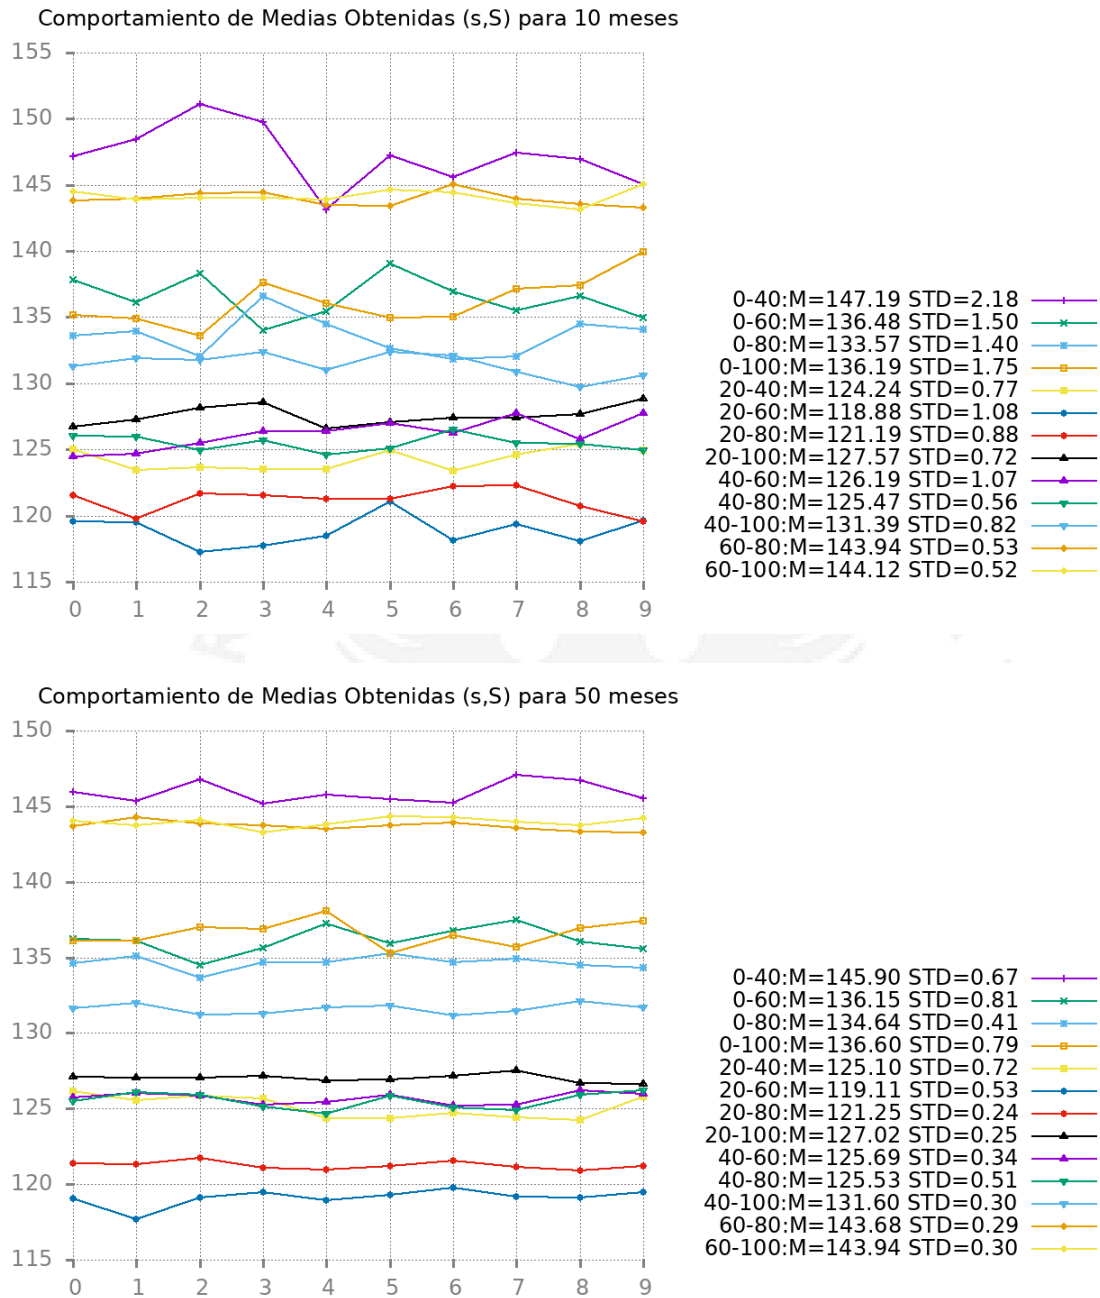 Comportamiento de Medias Obtenidas (s,S) para 10 meses
155
150
145
140
135
130
125
120
115
0 1 2 3 4 5 6 7 8 9
0-40:M=147.19 STD=2.18
0-60:M=136.48 STD=1.50
0-80:M=133.57 STD=1.40
0-100:M=136.19 STD=1.75
20-40:M=124.24 STD=0.77
20-60:M=118.88 STD=1.08
20-80:M=121.19 STD=0.88
20-100:M=127.57 STD=0.72
40-60:M=126.19 STD=1.07
40-80:M=125.47 STD=0.56
40-100:M=131.39 STD=0.82
60-80:M=143.94 STD=0.53
60-100:M=144.12 STD=0.52
Comportamiento de Medias Obtenidas (s,S) para 50 meses
150
145
140
135
130
125
120
115
0 1 2 3 4 5 6 7 8 9
0-40:M=145.90 STD=0.67
0-60:M=136.15 STD=0.81
0-80:M=134.64 STD=0.41
0-100:M=136.60 STD=0.79
20-40:M=125.10 STD=0.72
20-60:M=119.11 STD=0.53
20-80:M=121.25 STD=0.24
20-100:M=127.02 STD=0.25
40-60:M=125.69 STD=0.34
40-80:M=125.53 STD=0.51
40-100:M=131.60 STD=0.30
60-80:M=143.68 STD=0.29
60-100:M=143.94 STD=0.30